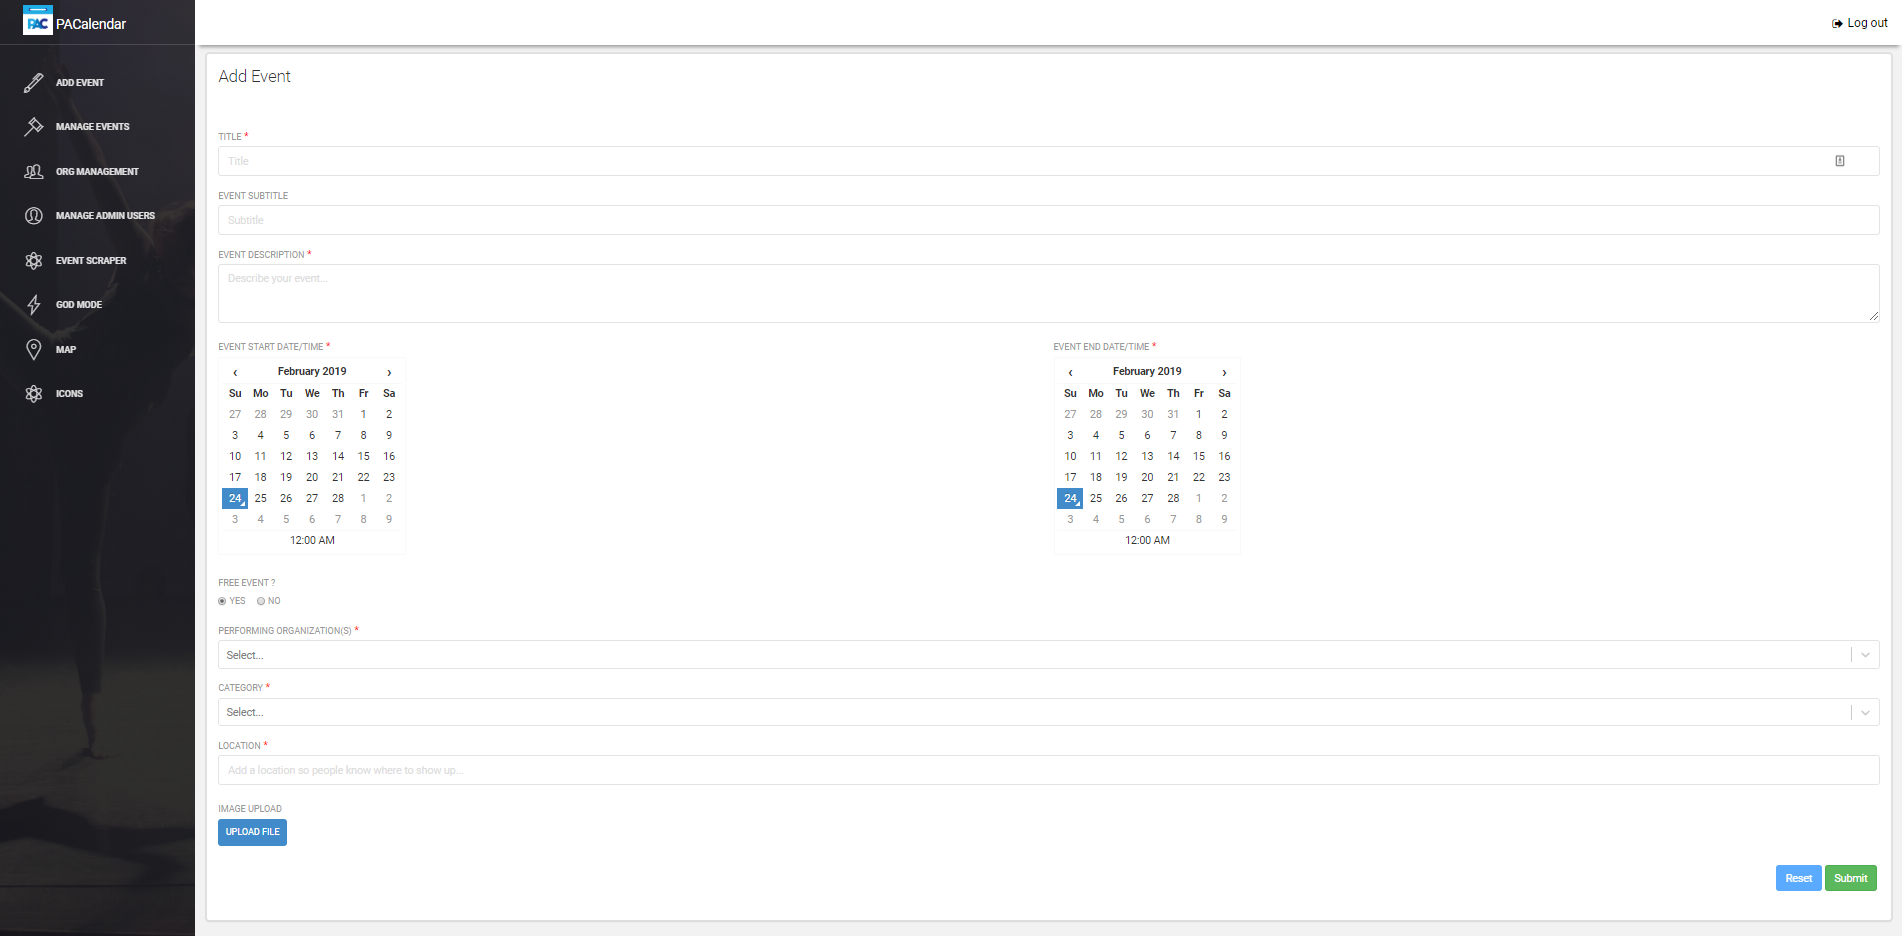 PAC PACalendar
Log out
ADD EVENT
MANAGE EVENTS
ORG MANAGEMENT
MANAGE ADMIN USERS
EVENT SCRAPER
GOD MODE
MAP
ICONS
Add Event
TITLE *
Title
EVENT SUBTITLE
Subtitle
EVENT DESCRIPTION *
Describe your event...
EVENT START DATE/TIME *
‹ February 2019 ›
Su Mo Tu We Th Fr Sa
27 28 29 30 31 1 2
3 4 5 6 7 8 9
10 11 12 13 14 15 16
17 18 19 20 21 22 23
24 25 26 27 28 1 2
3 4 5 6 7 8 9
12:00 AM
EVENT END DATE/TIME *
‹ February 2019 ›
Su Mo Tu We Th Fr Sa
27 28 29 30 31 1 2
3 4 5 6 7 8 9
10 11 12 13 14 15 16
17 18 19 20 21 22 23
24 25 26 27 28 1 2
3 4 5 6 7 8 9
12:00 AM
FREE EVENT ?
YES NO
PERFORMING ORGANIZATION(S) *
Select...
CATEGORY *
Select...
LOCATION *
Add a location so people know where to show up...
IMAGE UPLOAD
UPLOAD FILE
Reset Submit